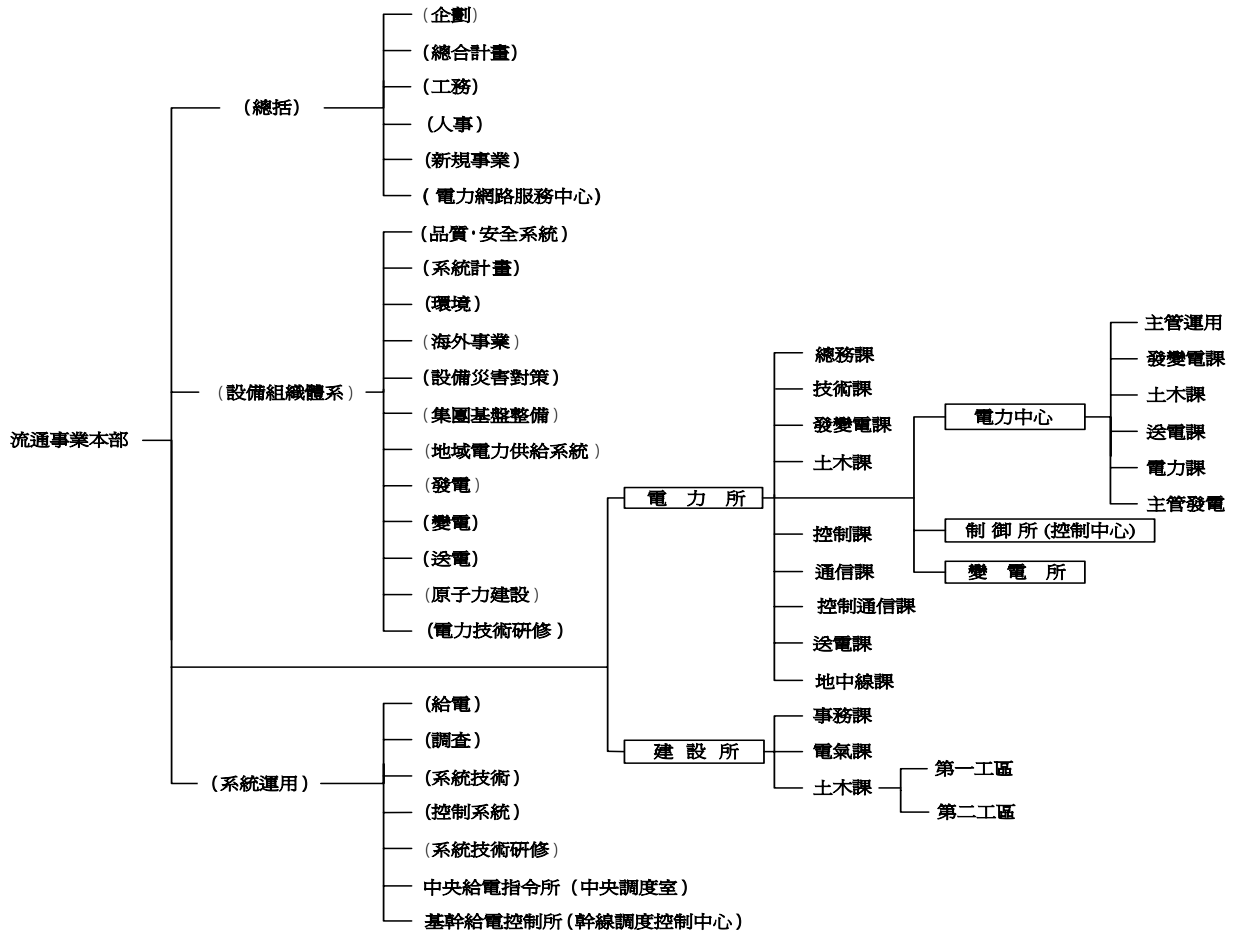 流通事業本部
(總括)
(企劃)
(總合計畫)
(工務)
(人事)
(新規事業)
(電力網路服務中心)
(設備組織體系)
(品質·安全系統)
(系統計畫)
(環境)
(海外事業)
(設備災害對策)
(集團基盤整備)
(地域電力供給系統)
(發電)
(變電)
(送電)
(原子力建設)
(電力技術研修)
電力所
總務課
技術課
發變電課
土木課
控制課
通信課
控制通信課
送電課
地中線課
電力中心
主管運用
發變電課
土木課
送電課
電力課
主管發電
制御所(控制中心)
變電所
建設所
事務課
電氣課
土木課
第一工區
第二工區
(系統運用)
(給電)
(調查)
(系統技術)
(控制系統)
(系統技術研修)
中央給電指令所(中央調度室)
基幹給電控制所(幹線調度控制中心)